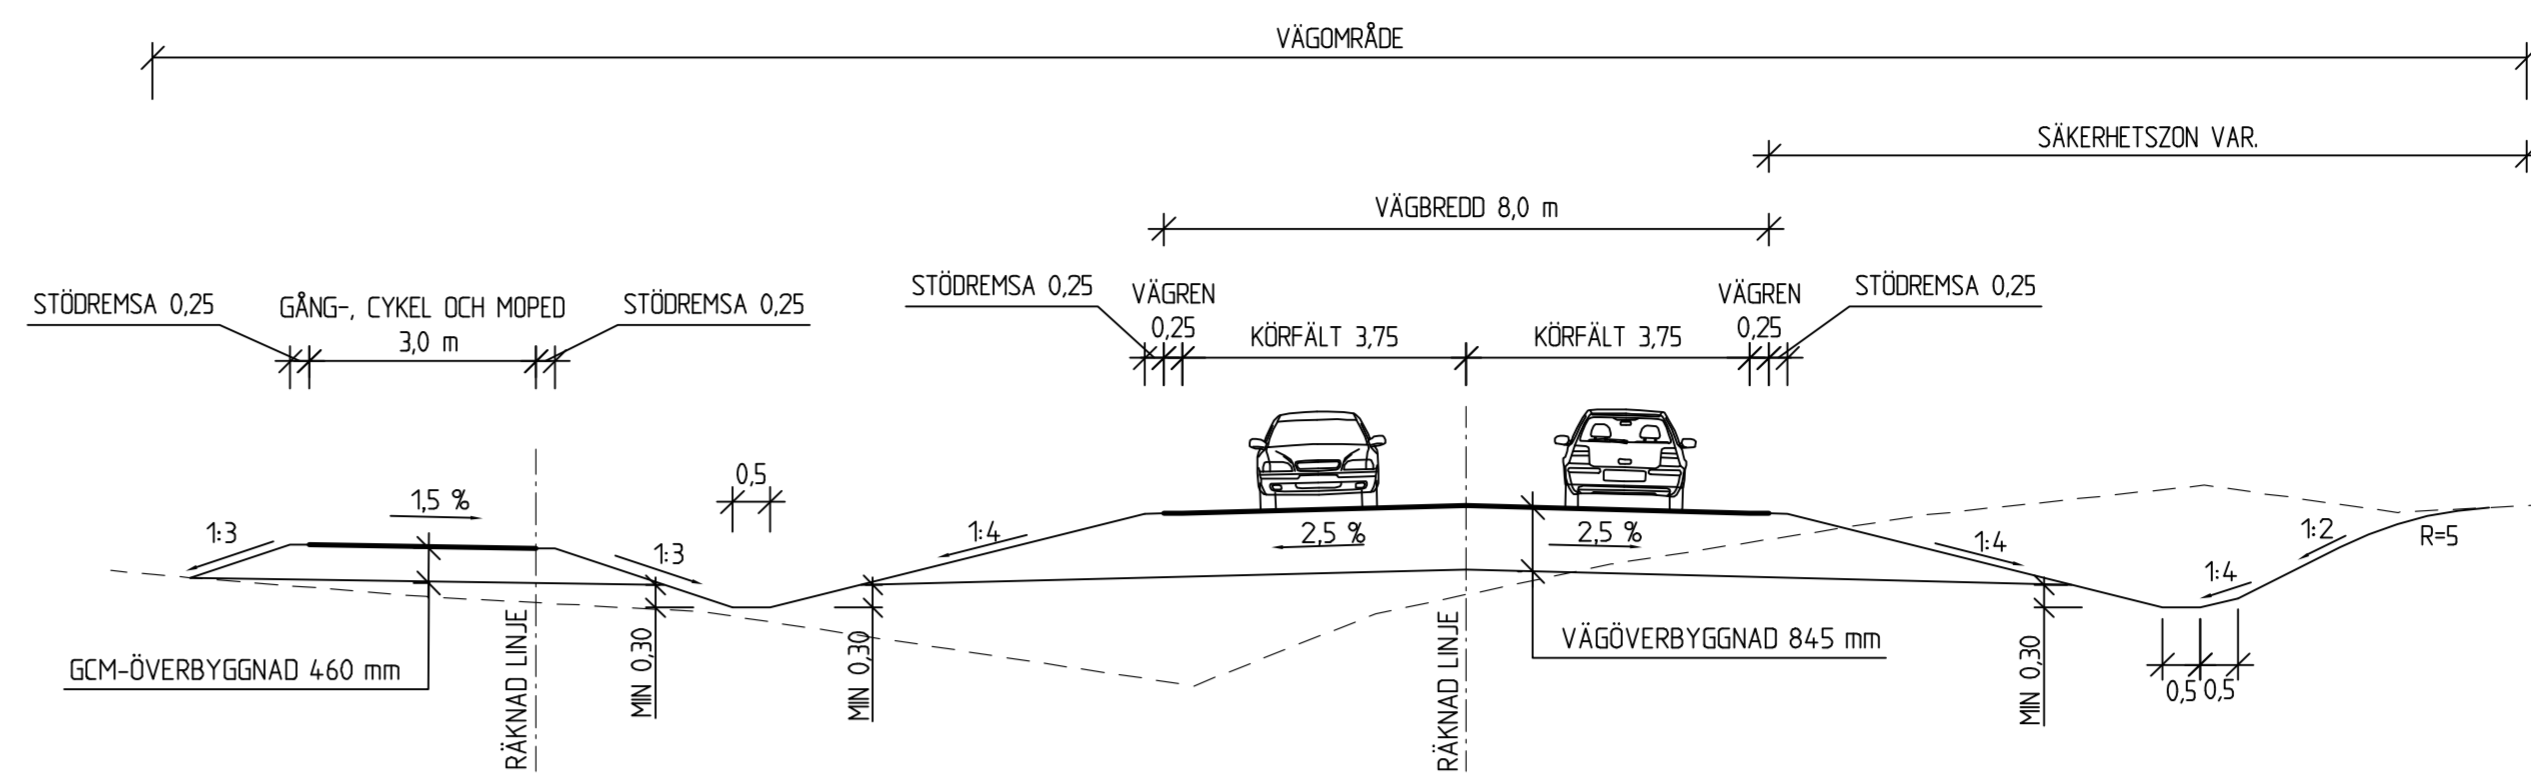 VÄGOMRÅDE
SÄKERHETSZON VAR.
VÄGBREDD 8,0 m
STÖDREMSA 0,25
GÅNG-, CYKEL OCH MOPED
3,0 m
STÖDREMSA 0,25
STÖDREMSA 0,25
VÄGREN
0,25
KÖRFÄLT 3,75
KÖRFÄLT 3,75
VÄGREN
0,25
STÖDREMSA 0,25
1:3
1,5 %
1:3
0,5
1:4
2,5 %
2,5 %
1:4
1:4
1:2
R=5
GCM-ÖVERBYGGNAD 460 mm
RÄKNAD LINJE
MIN 0,30
MIN 0,30
RÄKNAD LINJE
VÄGÖVERBYGGNAD 845 mm
MIN 0,30
0,5
0,5